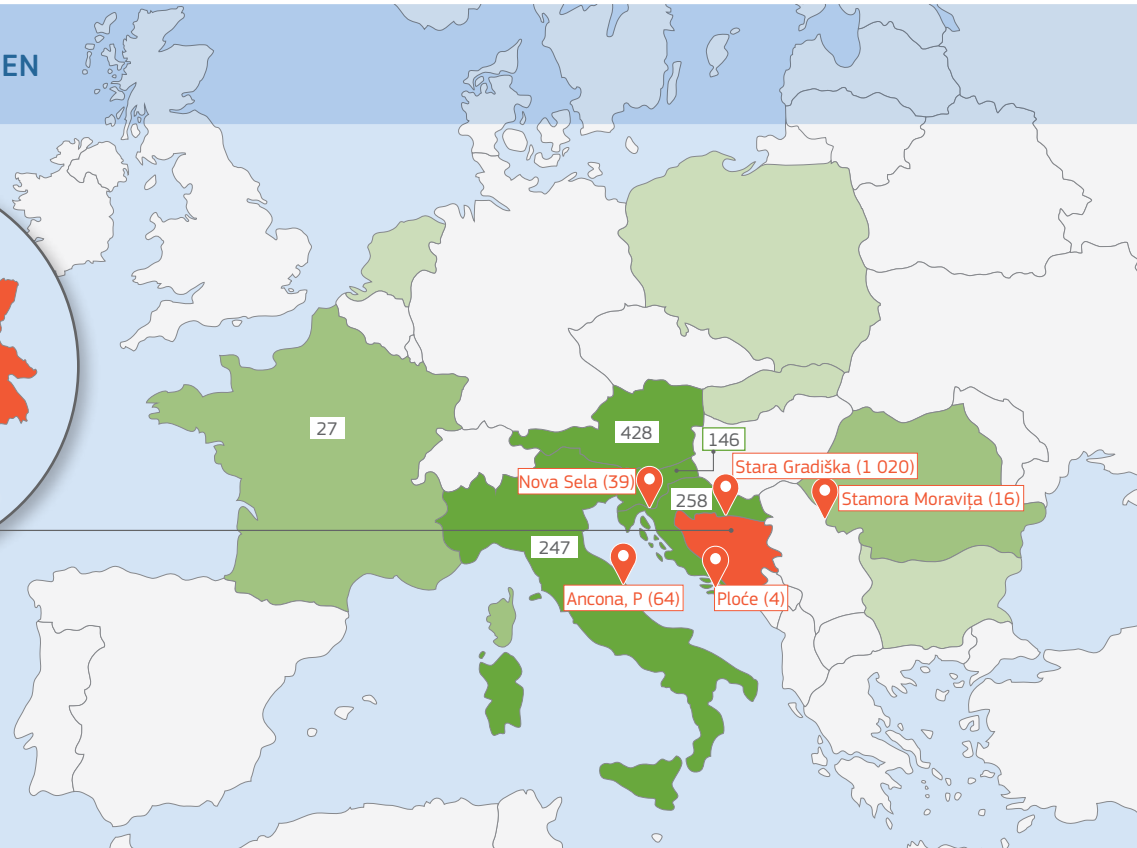 EN
27
428
146
Stara Gradiška (1 020)
Nova Sela (39)
258
Stamora Moravița (16)
247
Ancona, P (64)
Ploće (4)